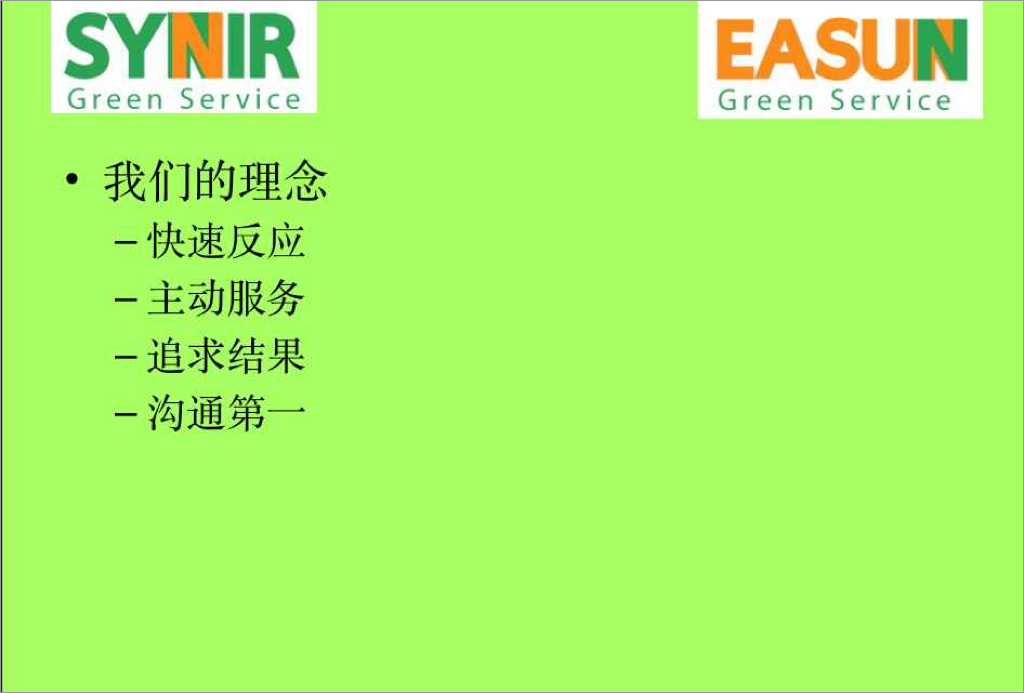 SYNIR
Green Service
EASUN
Green Service
• 我们的理念
– 快速反应
– 主动服务
– 追求结果
– 沟通第一